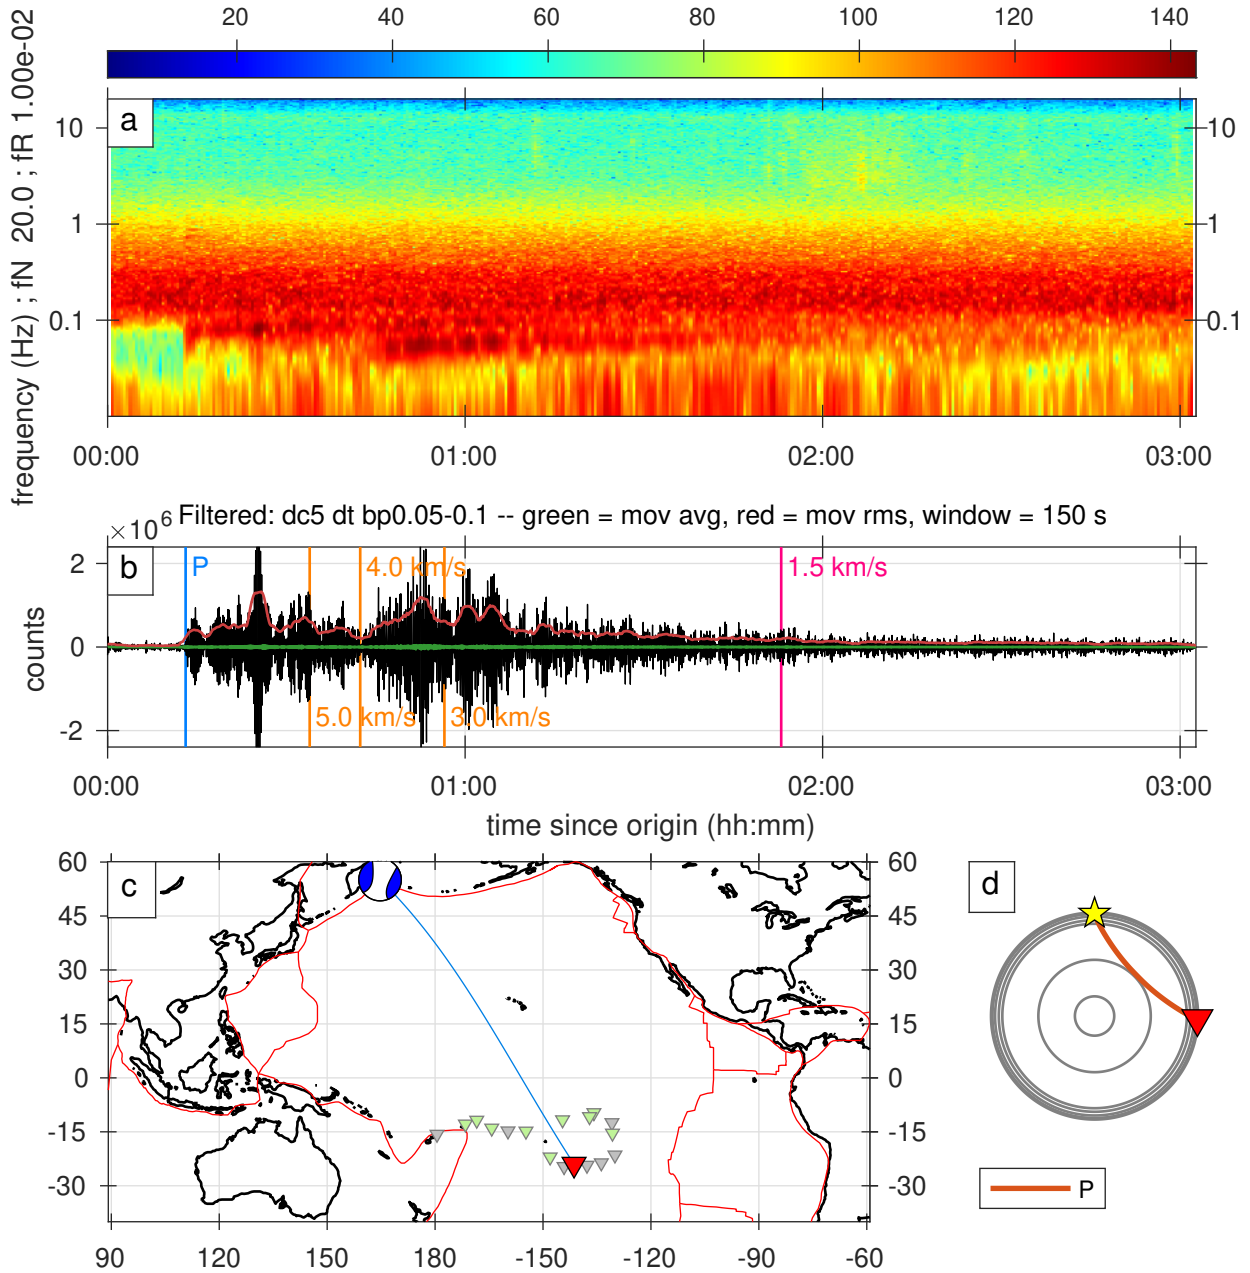 20 40 60 80 100 120 140
frequency (Hz) ; fN 20.0 ; fR 1.00e-02
a
10 10
1 1
0.1 0.1
00:00 01:00 02:00 03:00
×10^6 Filtered: dc5 dt bp0.05-0.1 -- green = mov avg, red = mov rms, window = 150 s
b
P 4.0 km/s 1.5 km/s
5.0 km/s 3.0 km/s
counts
2
0
-2
00:00 01:00 02:00 03:00
time since origin (hh:mm)
c
60 60
45 45
30 30
15 15
0 0
-15 -15
-30 -30
90 120 150 180 -150 -120 -90 -60
d
P